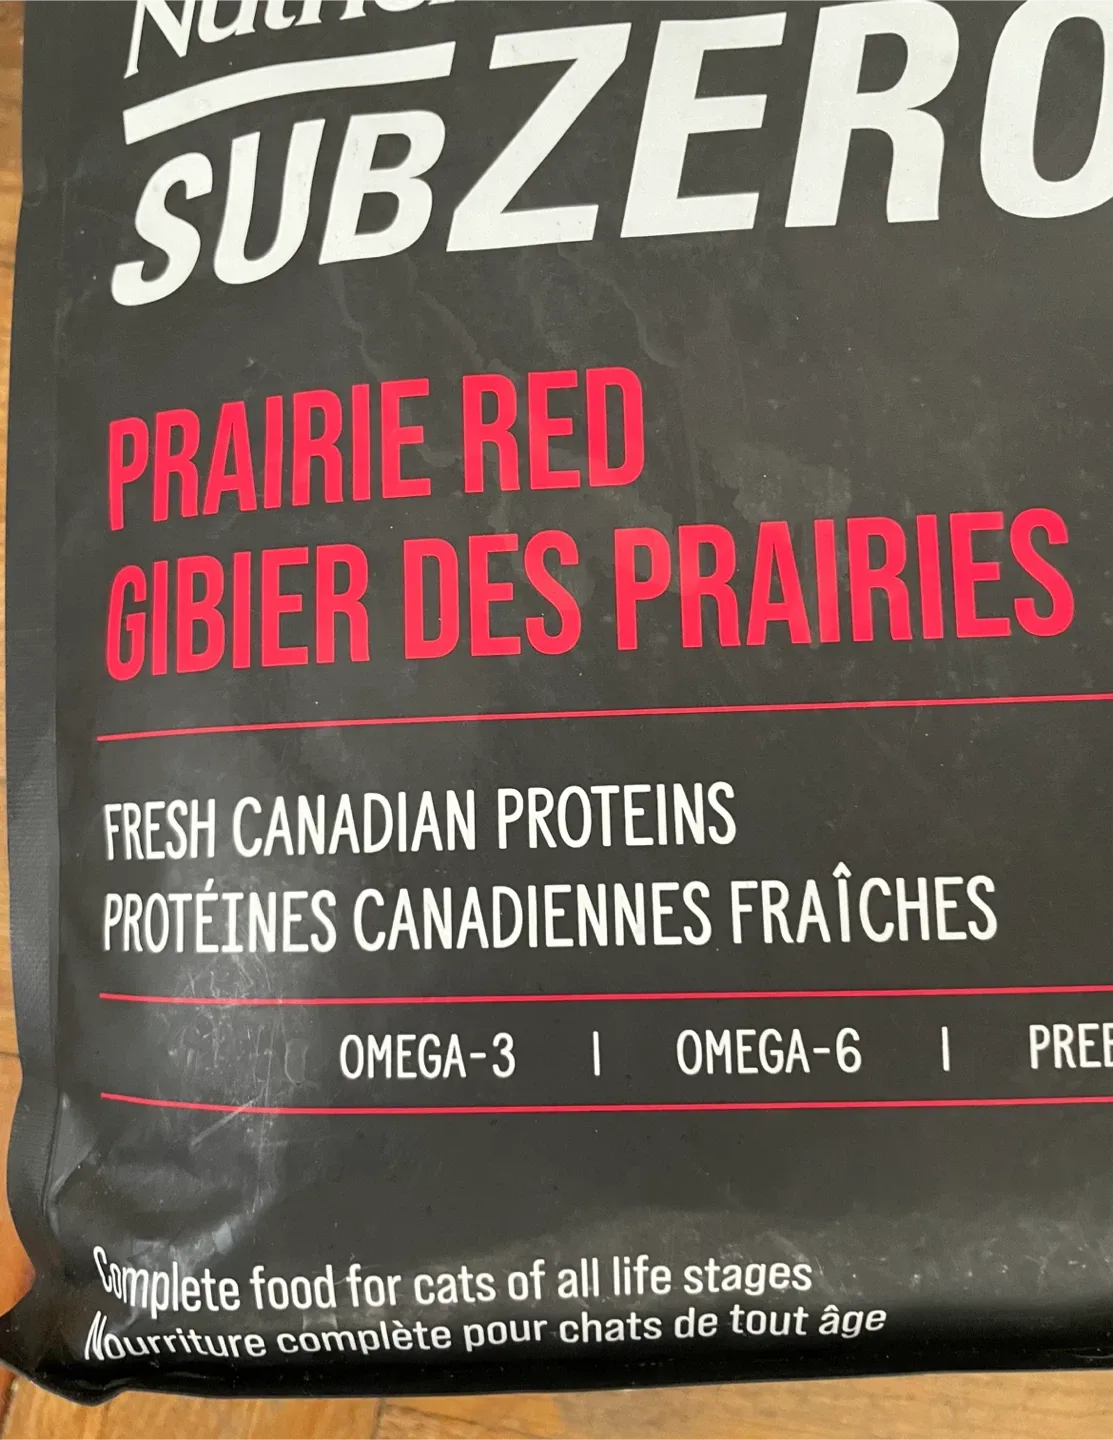 SUBZERO
PRAIRIE RED
GIBIER DES PRAIRIES
FRESH CANADIAN PROTEINS
PROTÉINES CANADIENNES FRAÎCHES
OMEGA-3 | OMEGA-6 |
Complete food for cats of all life stages
Nourriture complète pour chats de tout âge